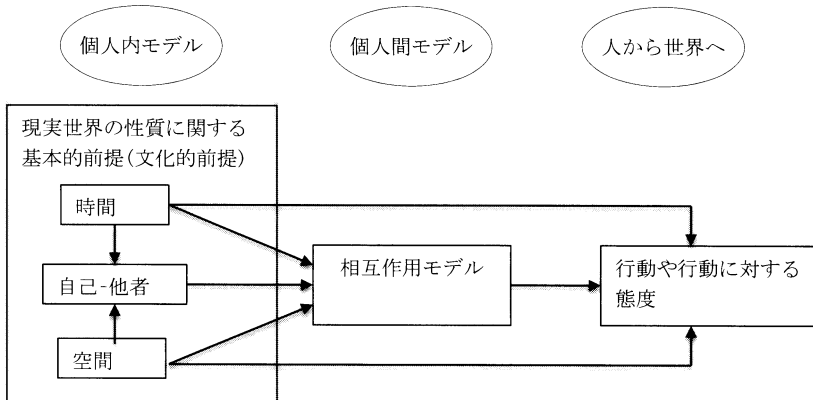 個人内モデル
個人間モデル
人から世界へ
現実世界の性質に関する
基本的前提(文化的前提)
時間
自己-他者
空間
相互作用モデル
行動や行動に対する
態度